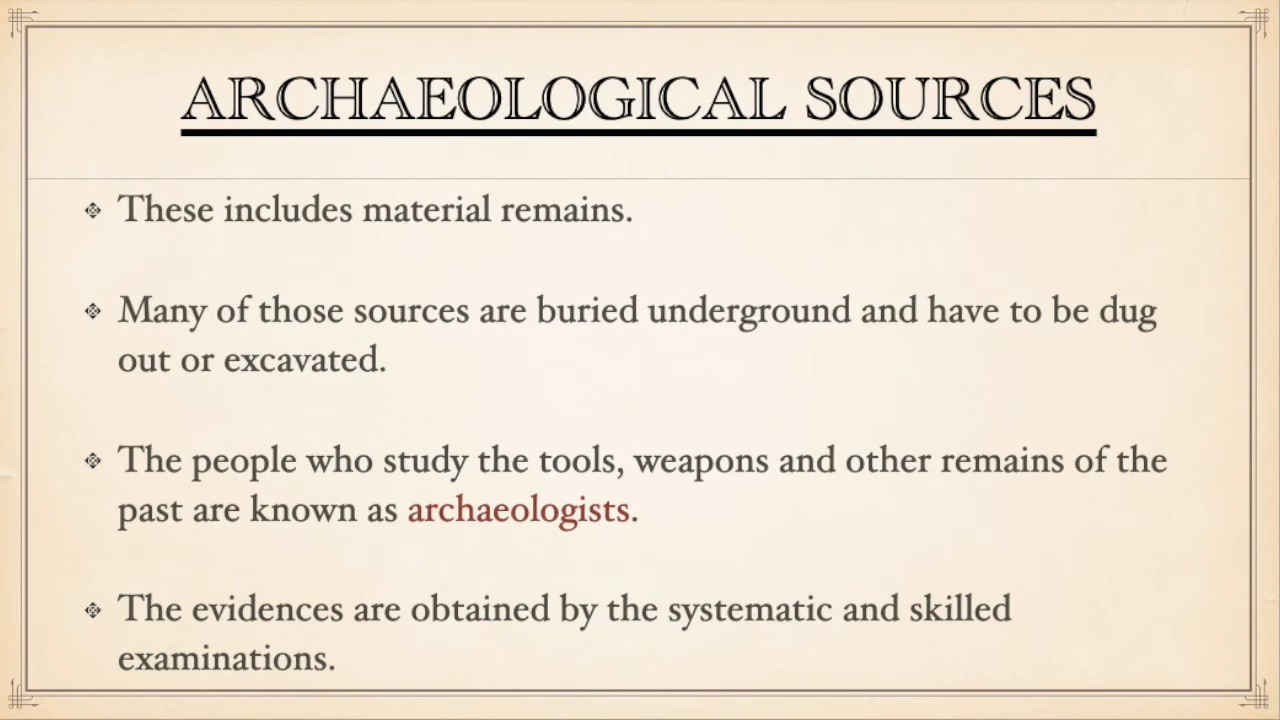 ARCHAEOLOGICAL SOURCES
These includes material remains.
Many of those sources are buried underground and have to be dug
out or excavated.
The people who study the tools, weapons and other remains of the
past are known as archaeologists.
The evidences are obtained by the systematic and skilled
examinations.